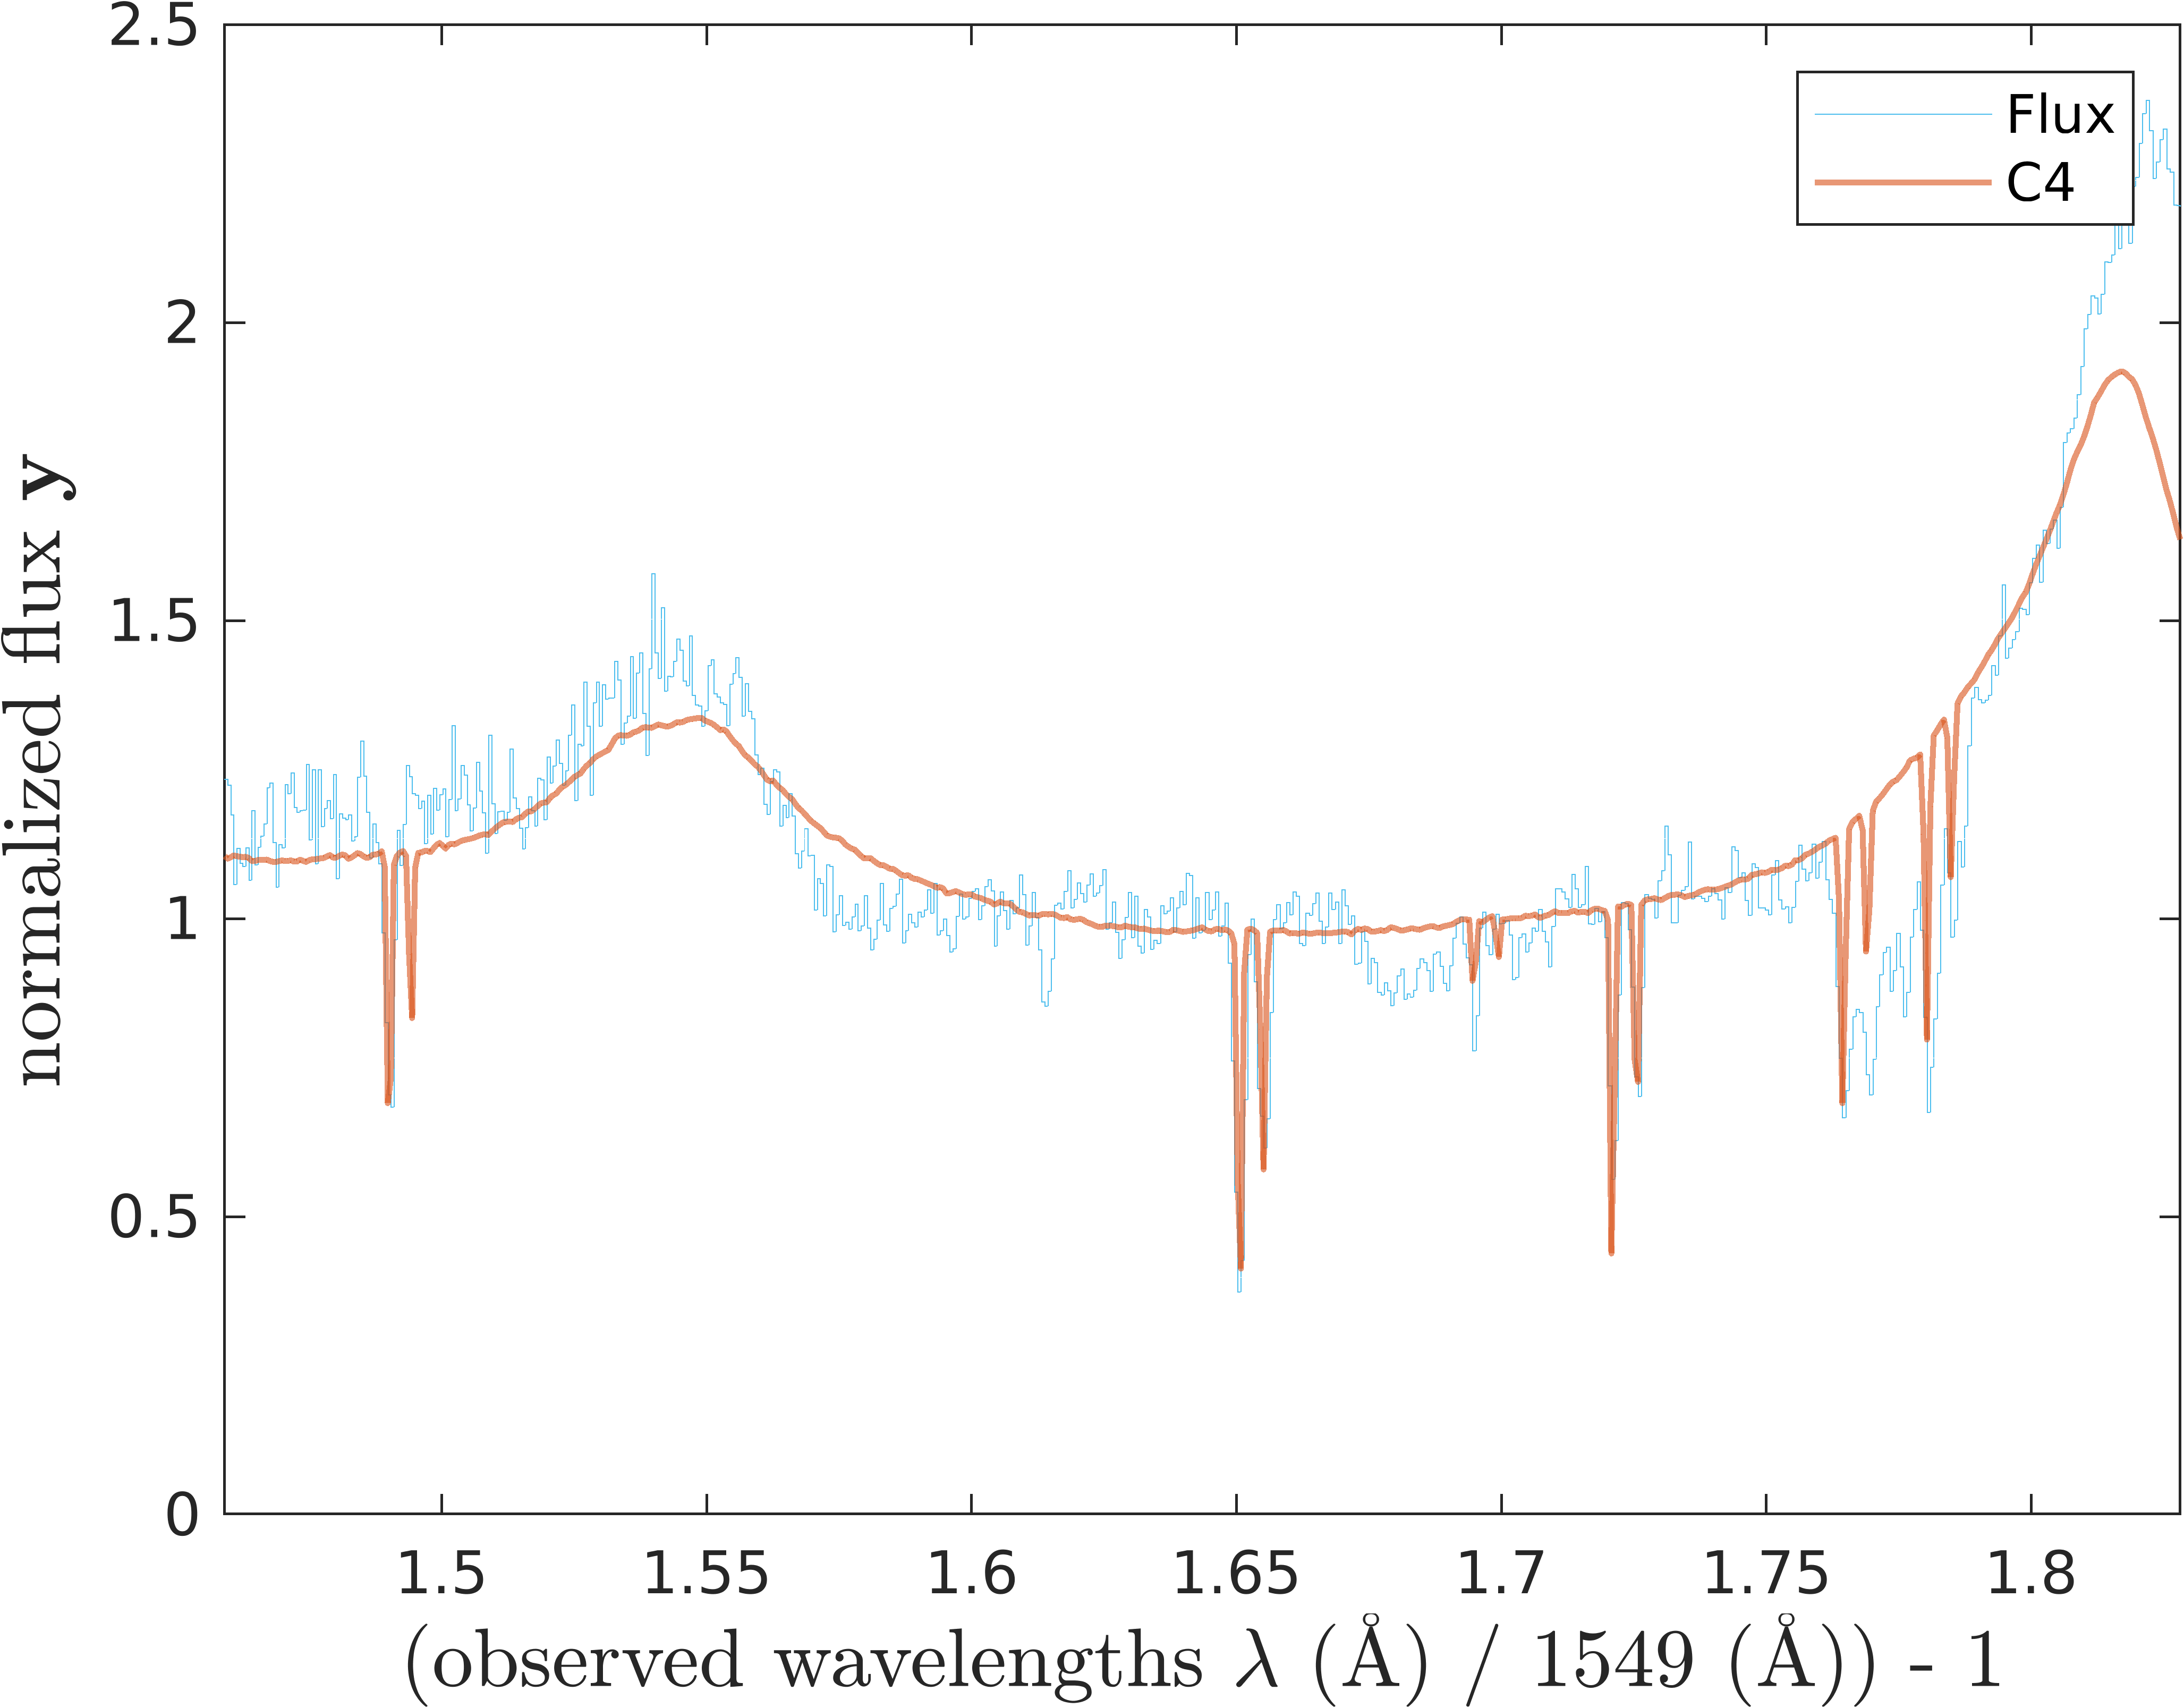 2.5
2
1.5
1
0.5
0
normalized flux y
Flux
C4
1.5 1.55 1.6 1.65 1.7 1.75 1.8
(observed wavelengths λ (Å) / 1549 (Å)) - 1